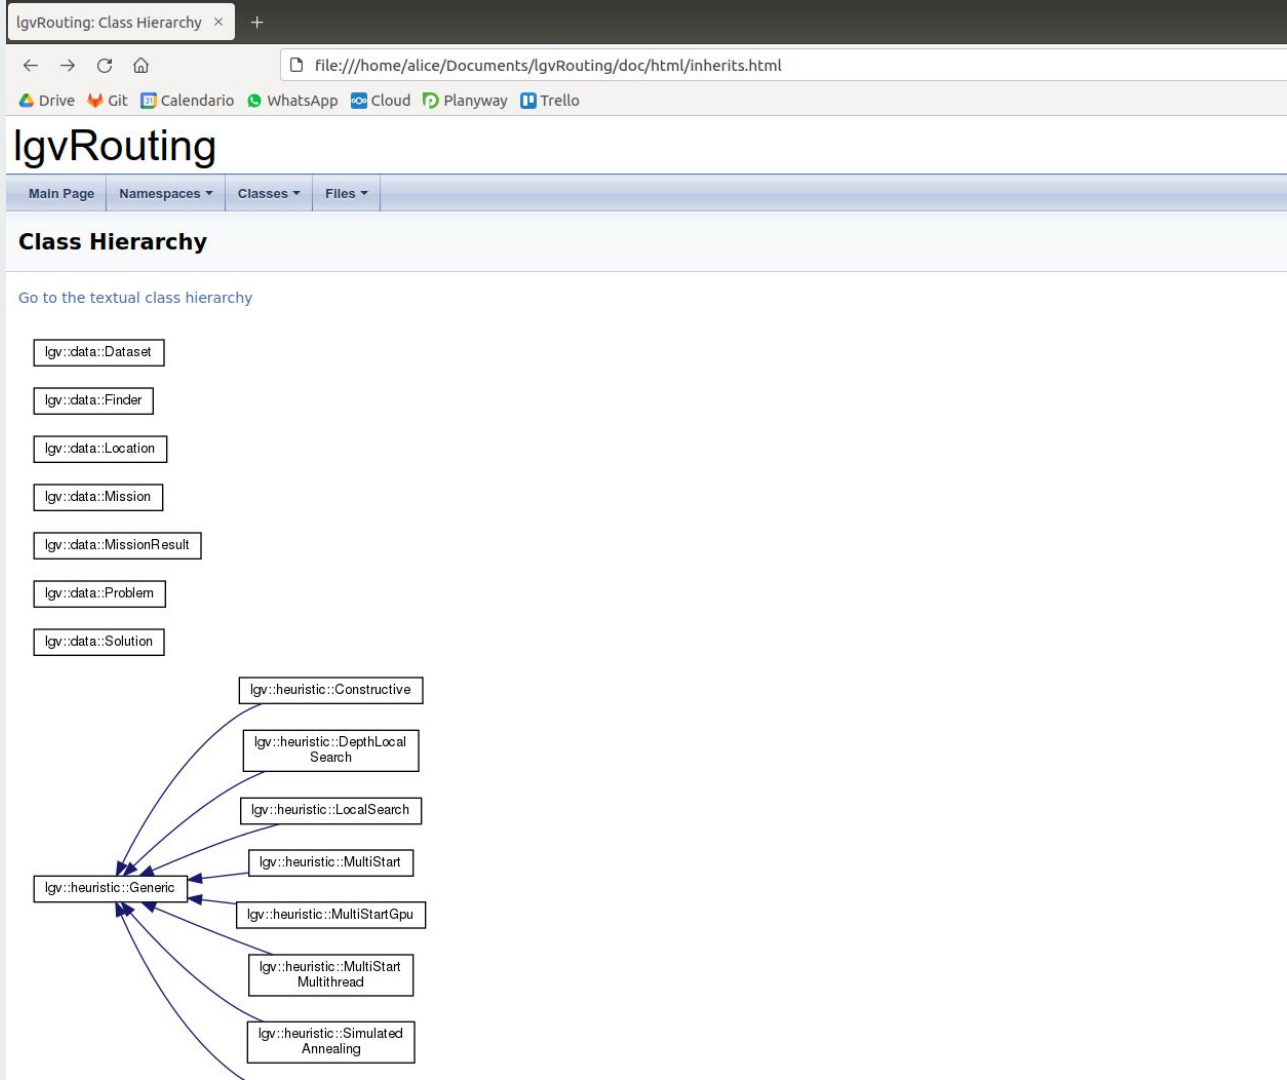 lgvRouting: Class Hierarchy × +
file:///home/alice/Documents/lgvRouting/doc/html/inherits.html
Drive Git 31 Calendario WhatsApp Cloud Planyway Trello
lgvRouting
Main Page Namespaces Classes Files
Class Hierarchy
Go to the textual class hierarchy
lgv::data::Dataset
lgv::data::Finder
lgv::data::Location
lgv::data::Mission
lgv::data::MissionResult
lgv::data::Problem
lgv::data::Solution
lgv::heuristic::Constructive
lgv::heuristic::DepthLocal
Search
lgv::heuristic::LocalSearch
lgv::heuristic::MultiStart
lgv::heuristic::Generic
lgv::heuristic::MultiStartGpu
lgv::heuristic::MultiStart
Multithread
lgv::heuristic::Simulated
Annealing